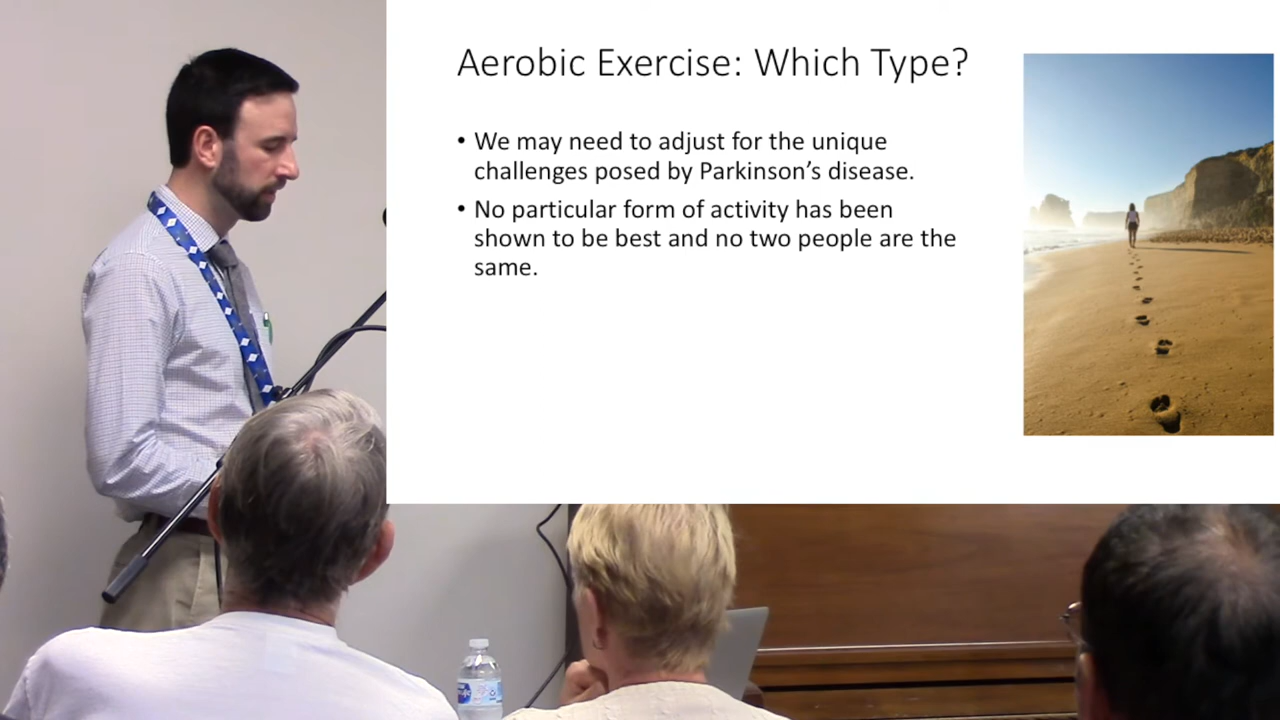 Aerobic Exercise: Which Type?
• We may need to adjust for the unique
challenges posed by Parkinson’s disease.
• No particular form of activity has been
shown to be best and no two people are the
same.